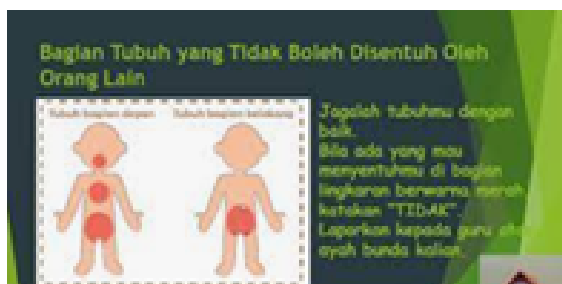 Bagian Tubuh yang Tidak Boleh Disentuh Oleh
Orang Lain
Tubuh bagian depan
Tubuh bagian belakang
Jagalah tubuhmu dengan
baik.
Bila ada yang mau
menyentuhmu di bagian
lingkaran berwarna merah
katakan "TIDAK".
Laporkan kepada guru atau
ayah bunda kalian.